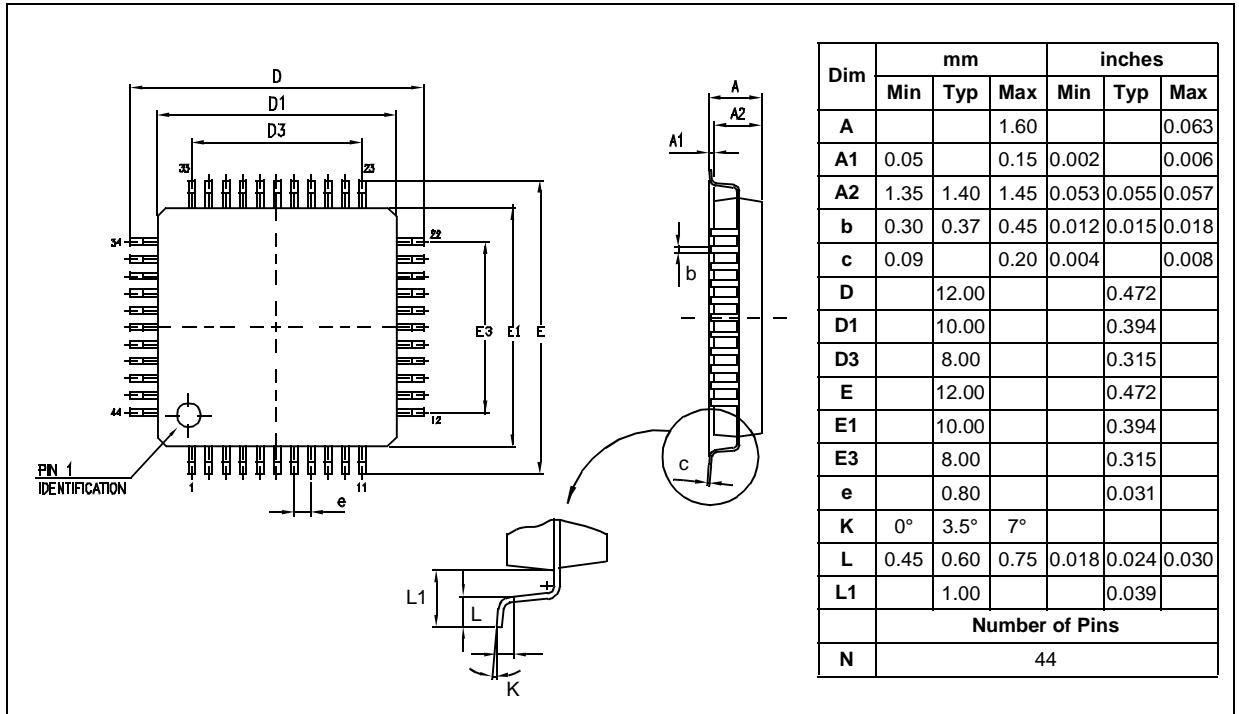 D
D1
D3
33 23
34 22
E3 E1 E
44 12
PIN 1
IDENTIFICATION
1 11
e
A
A2
A1
b
c
L1
L
K
Dim mm inches
Min Typ Max Min Typ Max
A 1.60 0.063
A1 0.05 0.15 0.002 0.006
A2 1.35 1.40 1.45 0.053 0.055 0.057
b 0.30 0.37 0.45 0.012 0.015 0.018
c 0.09 0.20 0.004 0.008
D 12.00 0.472
D1 10.00 0.394
D3 8.00 0.315
E 12.00 0.472
E1 10.00 0.394
E3 8.00 0.315
e 0.80 0.031
K 0° 3.5° 7°
L 0.45 0.60 0.75 0.018 0.024 0.030
L1 1.00 0.039
Number of Pins
N 44